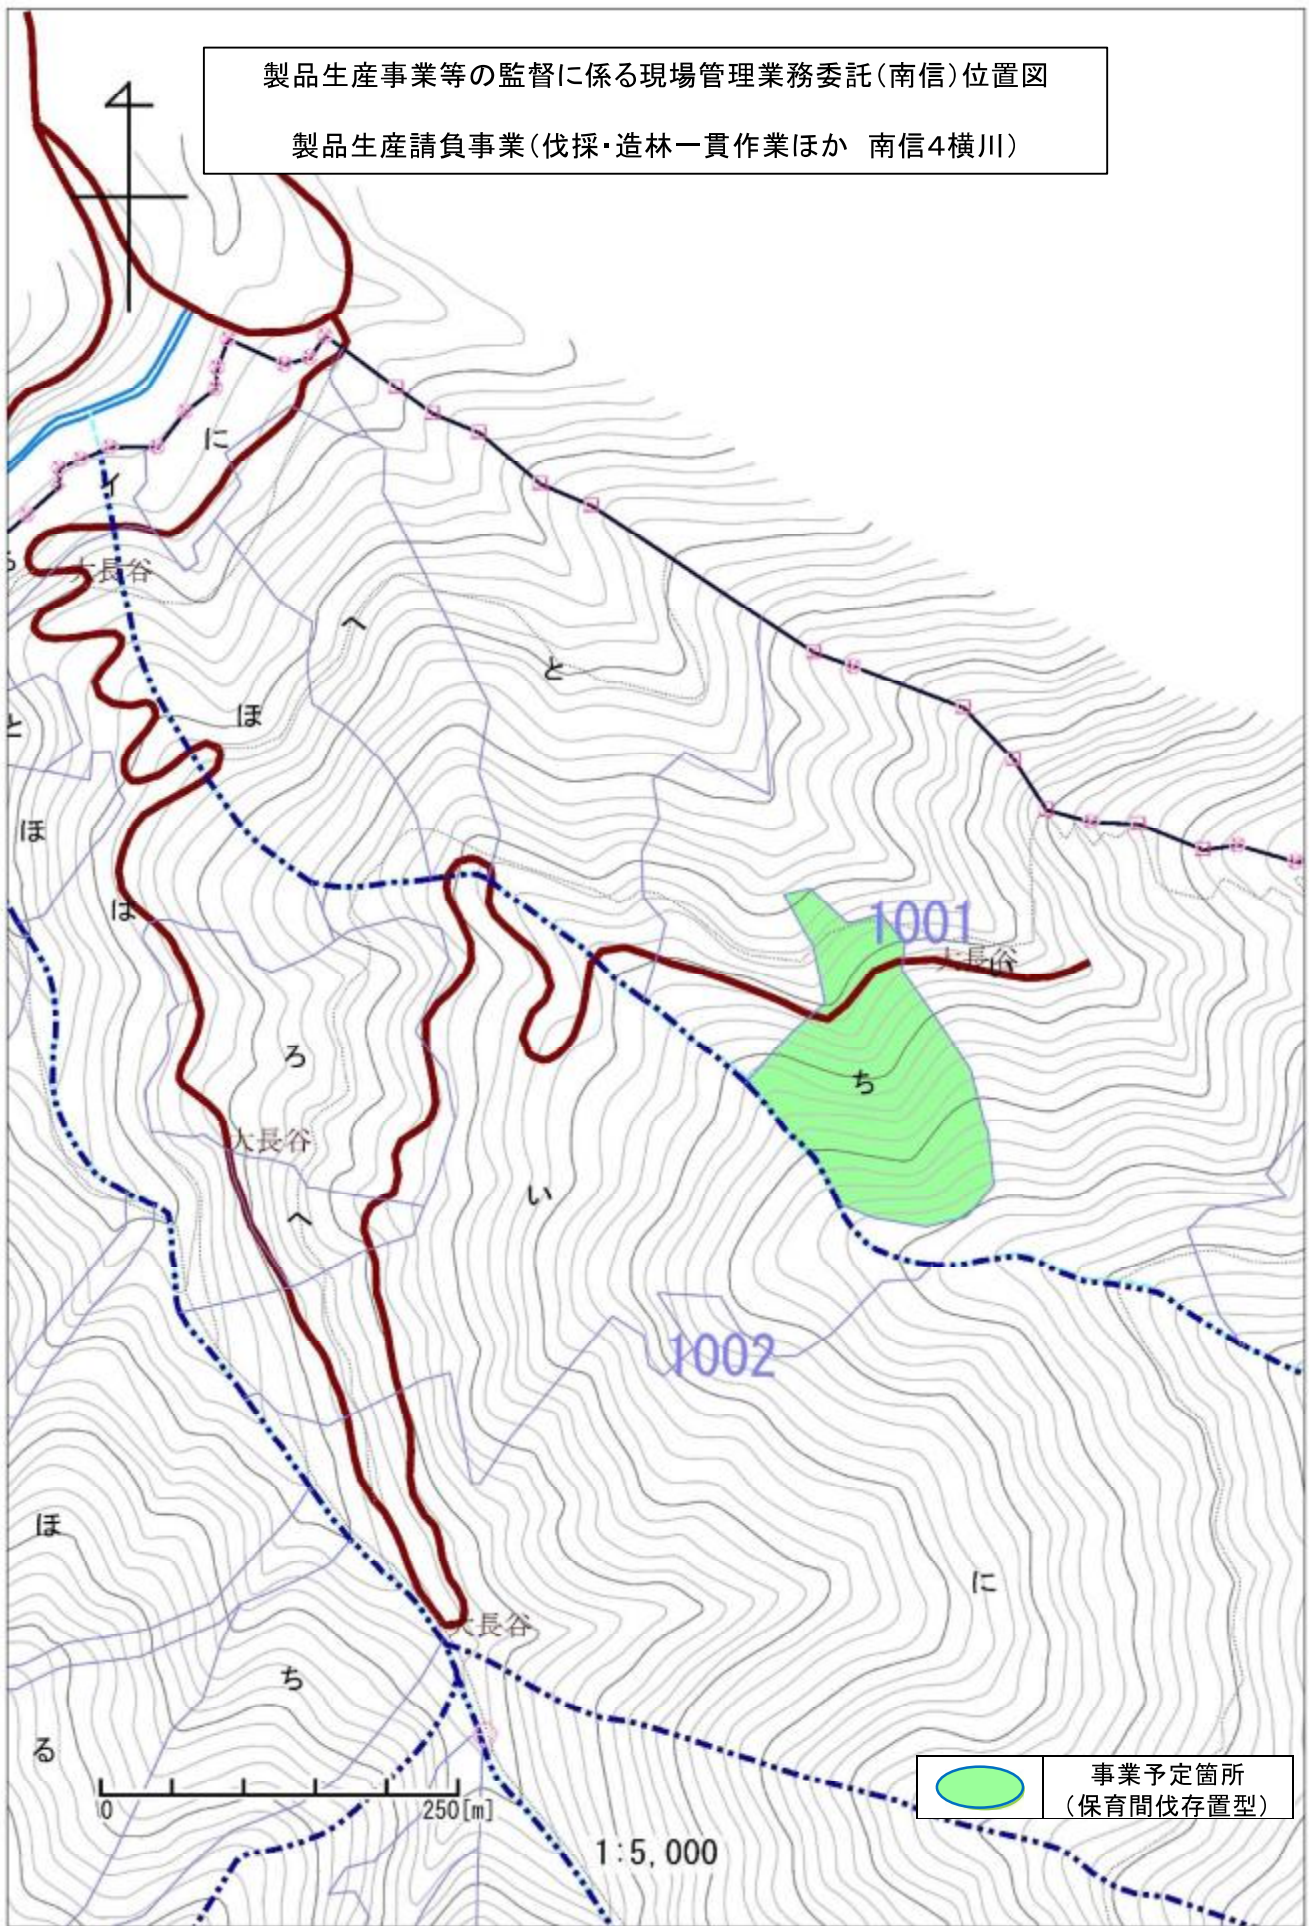 製品生産事業等の監督に係る現場管理業務委託(南信)位置図
製品生産請負事業(伐採・造林一貫作業ほか 南信4横川)
に
イ
大長谷
へ
と
ほ
と
ほ
は
1001
大長谷
い
ろ
ち
大長谷
い
へ
1002
ほ
に
大長谷
ち
る
0
250[m]
1:5,000
事業予定箇所
(保育間伐存置型)